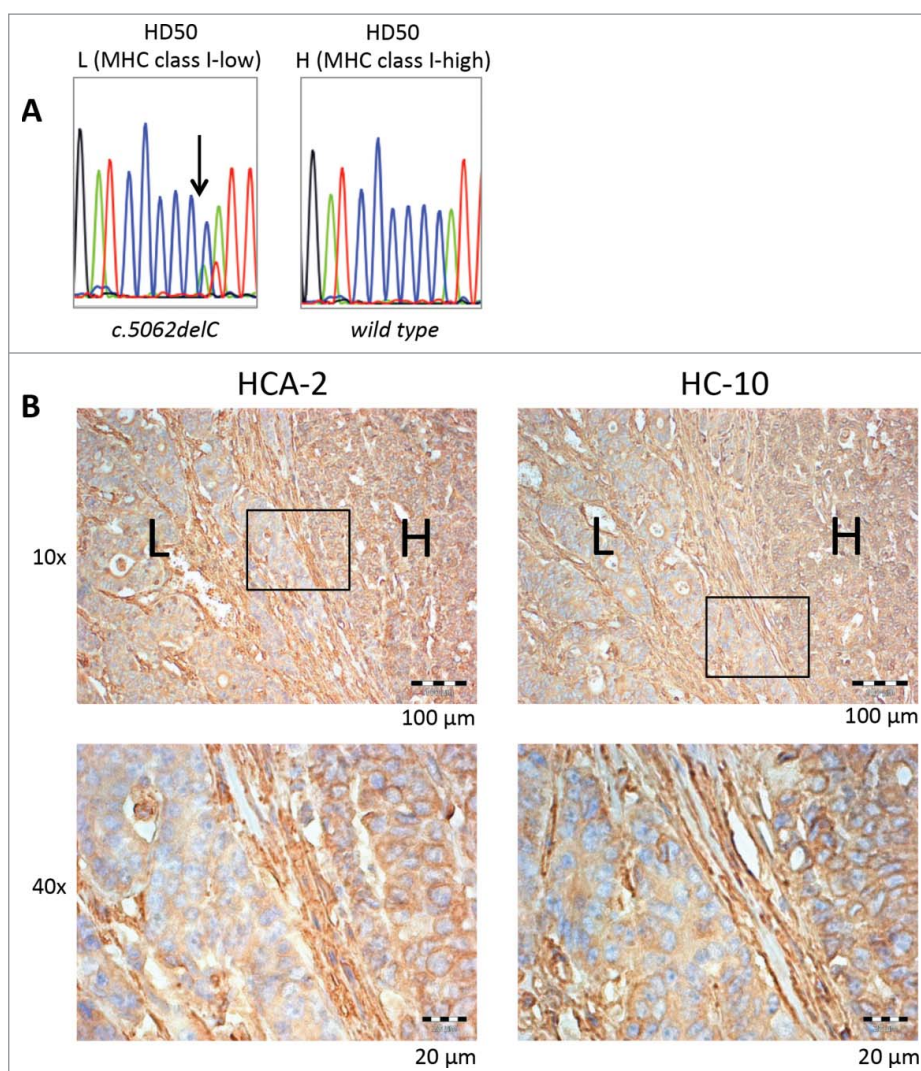 A
HD50
L (MHC class I-low)
HD50
H (MHC class I-high)
c.5062delC
wild type
B
HCA-2
HC-10
10x
L
H
L
H
100 µm
100 µm
40x
20 µm
20 µm